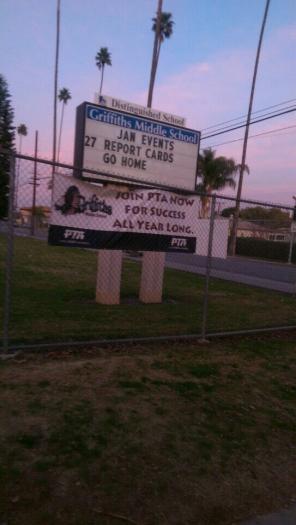 Distinguished School
Griffiths Middle School
JAN EVENTS
27 REPORT CARDS
GO HOME
JOIN PTA NOW
FOR SUCCESS
ALL YEAR LONG.
PTA
PTA